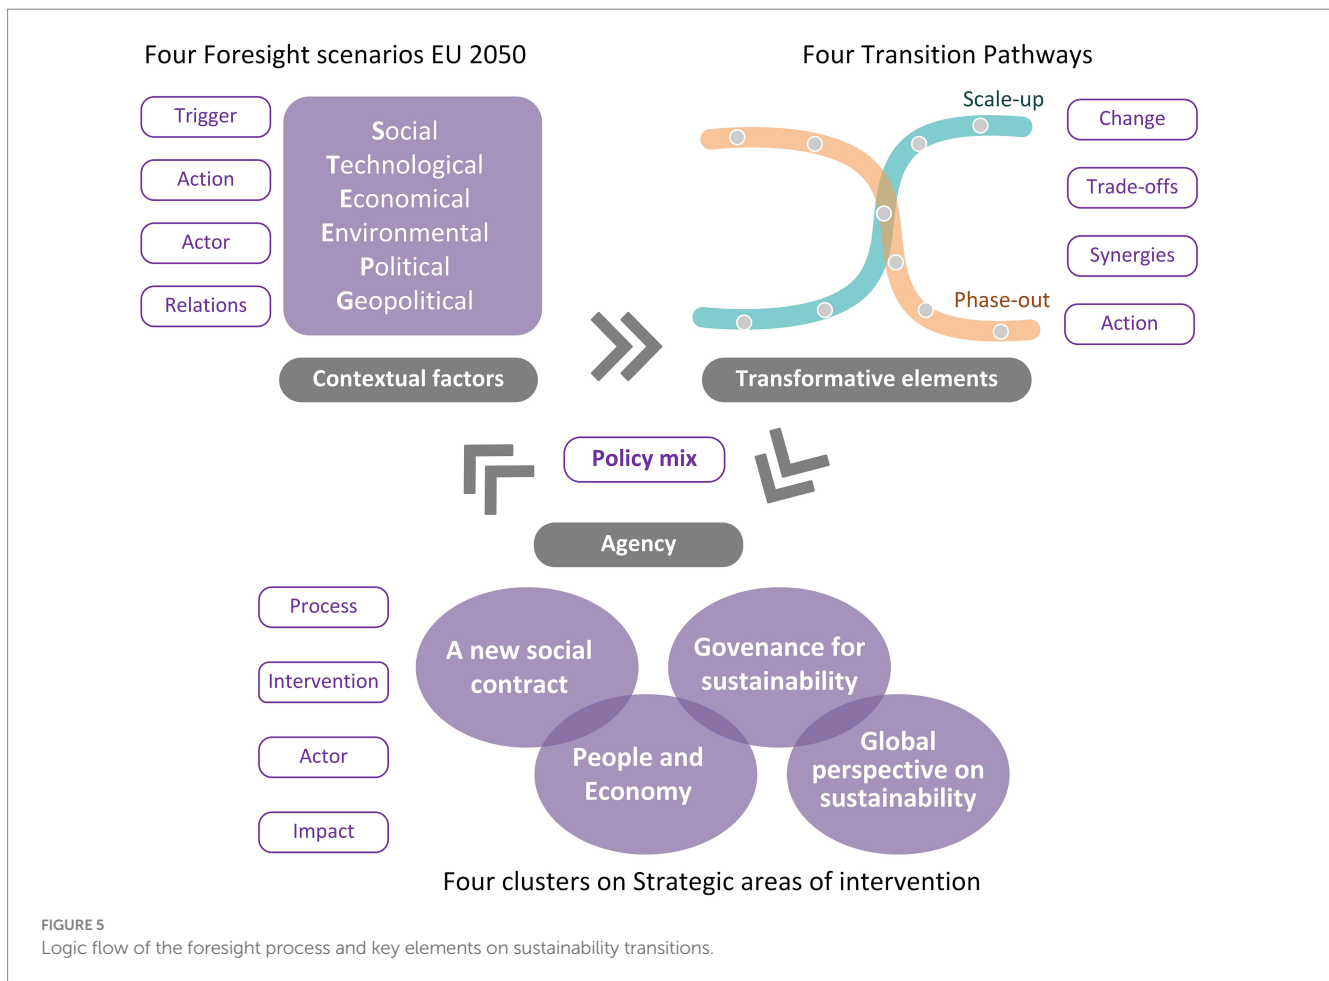 Four Foresight scenarios EU 2050
Trigger
Action
Actor
Relations
Social
Technological
Economical
Environmental
Political
Geopolitical
Contextual factors
Four Transition Pathways
Scale-up
Phase-out
Change
Trade-offs
Synergies
Action
Transformative elements
Policy mix
Agency
Process
Intervention
Actor
Impact
A new social
contract
Govenance for
sustainability
People and
Economy
Global
perspective on
sustainability
Four clusters on Strategic areas of intervention
FIGURE 5
Logic flow of the foresight process and key elements on sustainability transitions.